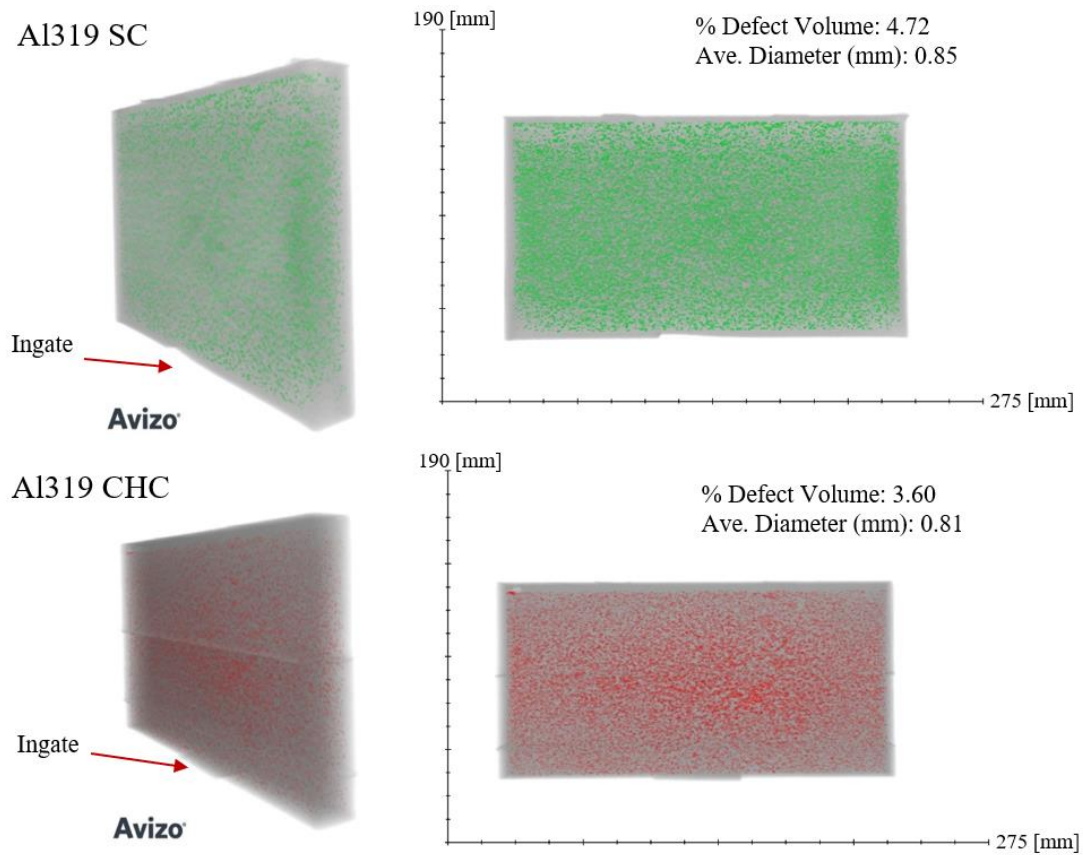 Al319 SC
190 [mm]
% Defect Volume: 4.72
Ave. Diameter (mm): 0.85
Ingate
Avizo
275 [mm]
190 [mm]
Al319 CHC
% Defect Volume: 3.60
Ave. Diameter (mm): 0.81
Ingate
Avizo
275 [mm]